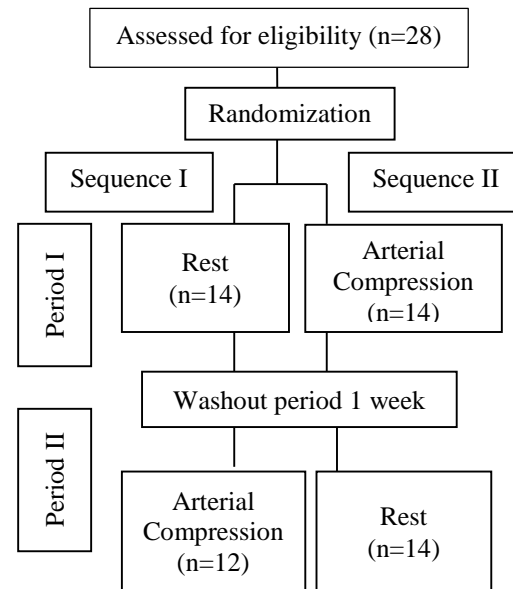 Assessed for eligibility (n=28)
Randomization
Sequence I
Sequence II
Period I
Rest
(n=14)
Arterial
Compression
(n=14)
Washout period 1 week
Period II
Arterial
Compression
(n=12)
Rest
(n=14)